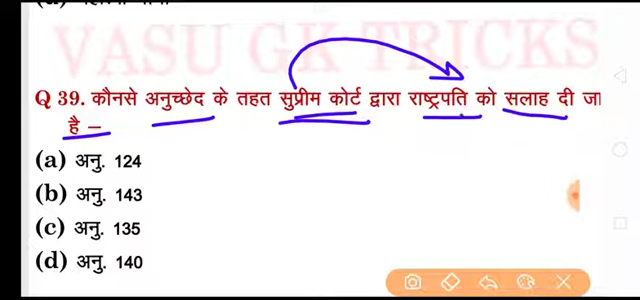 VASU GK TRICKS
Q 39. कौनसे अनुच्छेद के तहत सुप्रीम कोर्ट द्वारा राष्ट्रपति को सलाह दी जा
है –
(a) अनु. 124
(b) अनु. 143
(c) अनु. 135
(d) अनु. 140